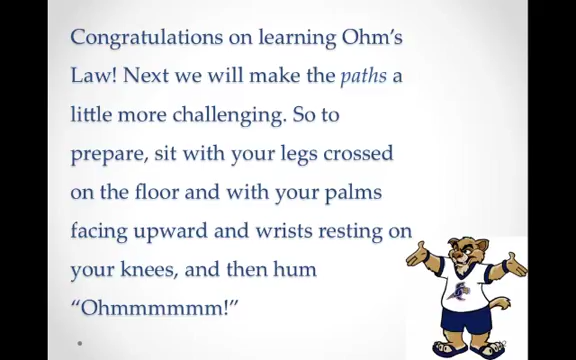 Congratulations on learning Ohm’s
Law! Next we will make the paths a
little more challenging. So to
prepare, sit with your legs crossed
on the floor and with your palms
facing upward and wrists resting on
your knees, and then hum
“Ohmmmmmm!”